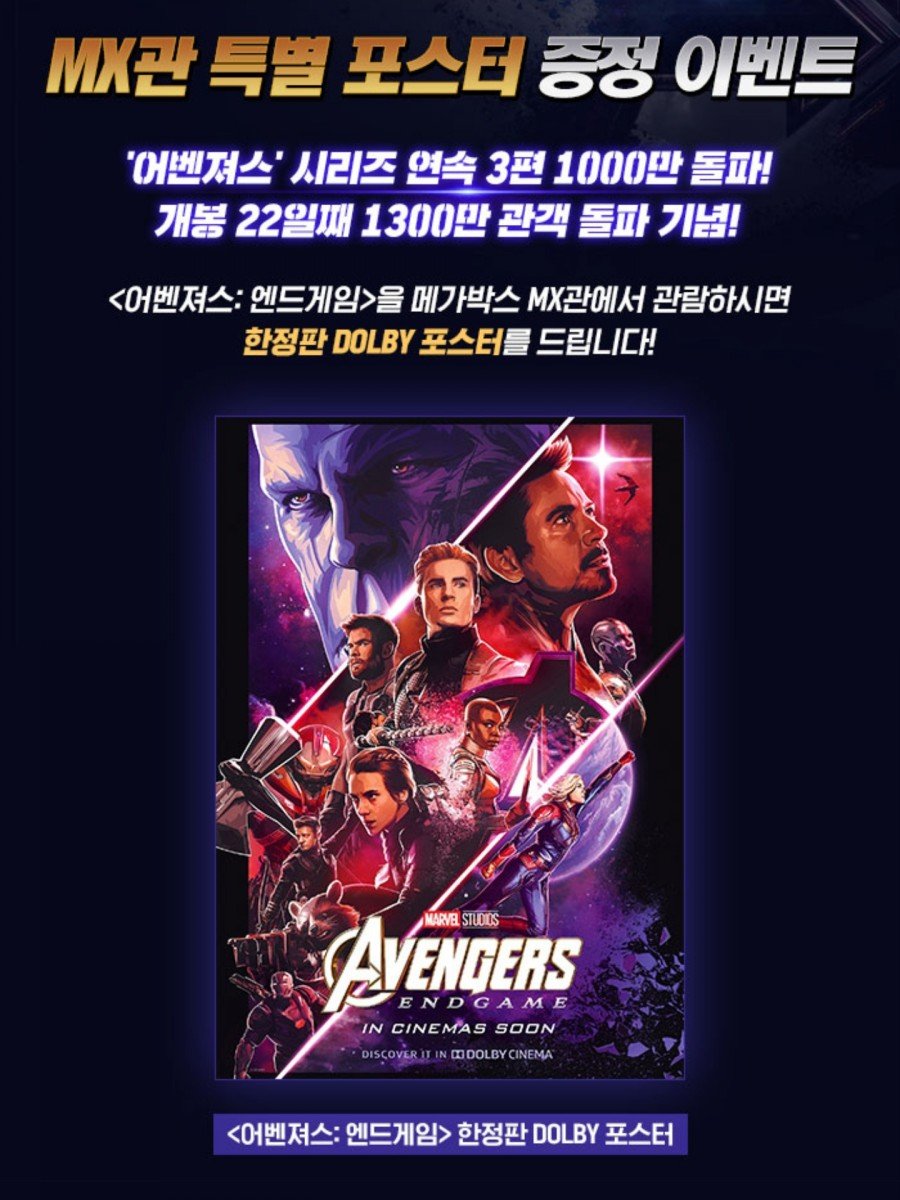 MX관 특별 포스터 증정 이벤트
'어벤져스' 시리즈 연속 3편 1000만 돌파!
개봉 22일째 1300만 관객 돌파 기념!
<어벤져스: 엔드게임>을 메가박스 MX관에서 관람하시면
한정판 DOLBY 포스터를 드립니다!
MARVEL STUDIOS
AVENGERS
ENDGAME
IN CINEMAS SOON
DISCOVER IT IN DOLBY CINEMA
<어벤져스: 엔드게임> 한정판 DOLBY 포스터